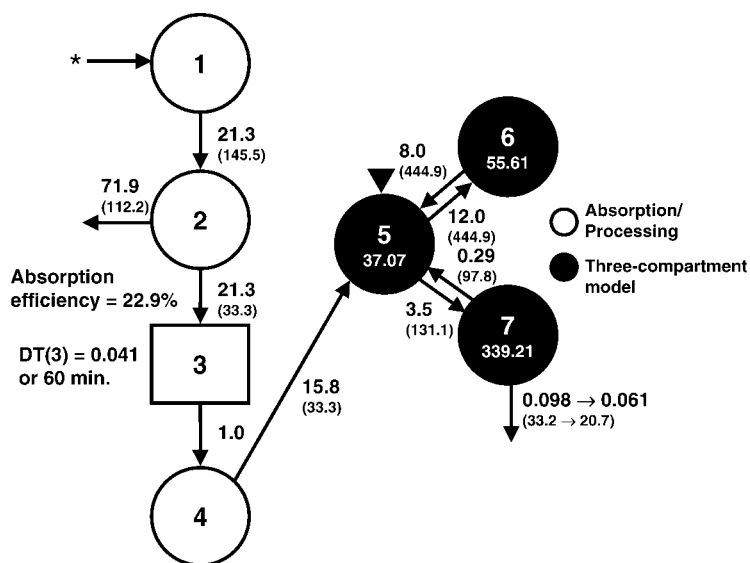 *
1
21.3
(145.5)
71.9
(112.2)
2
Absorption
efficiency = 22.9%
21.3
(33.3)
3
DT(3) = 0.041
or 60 min.
1.0
4
15.8
(33.3)
5
37.07
8.0
(444.9)
12.0
(444.9)
6
55.61
0.29
(97.8)
3.5
(131.1)
7
339.21
0.098 → 0.061
(33.2 → 20.7)
Absorption/
Processing
Three-compartment
model